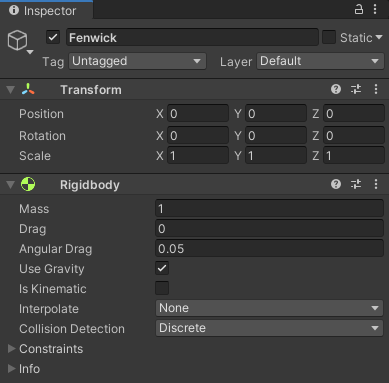 Inspector
Fenwick Static
Tag Untagged Layer Default
Transform
Position X 0 Y 0 Z 0
Rotation X 0 Y 0 Z 0
Scale X 1 Y 1 Z 1
Rigidbody
Mass 1
Drag 0
Angular Drag 0.05
Use Gravity
Is Kinematic
Interpolate None
Collision Detection Discrete
Constraints
Info